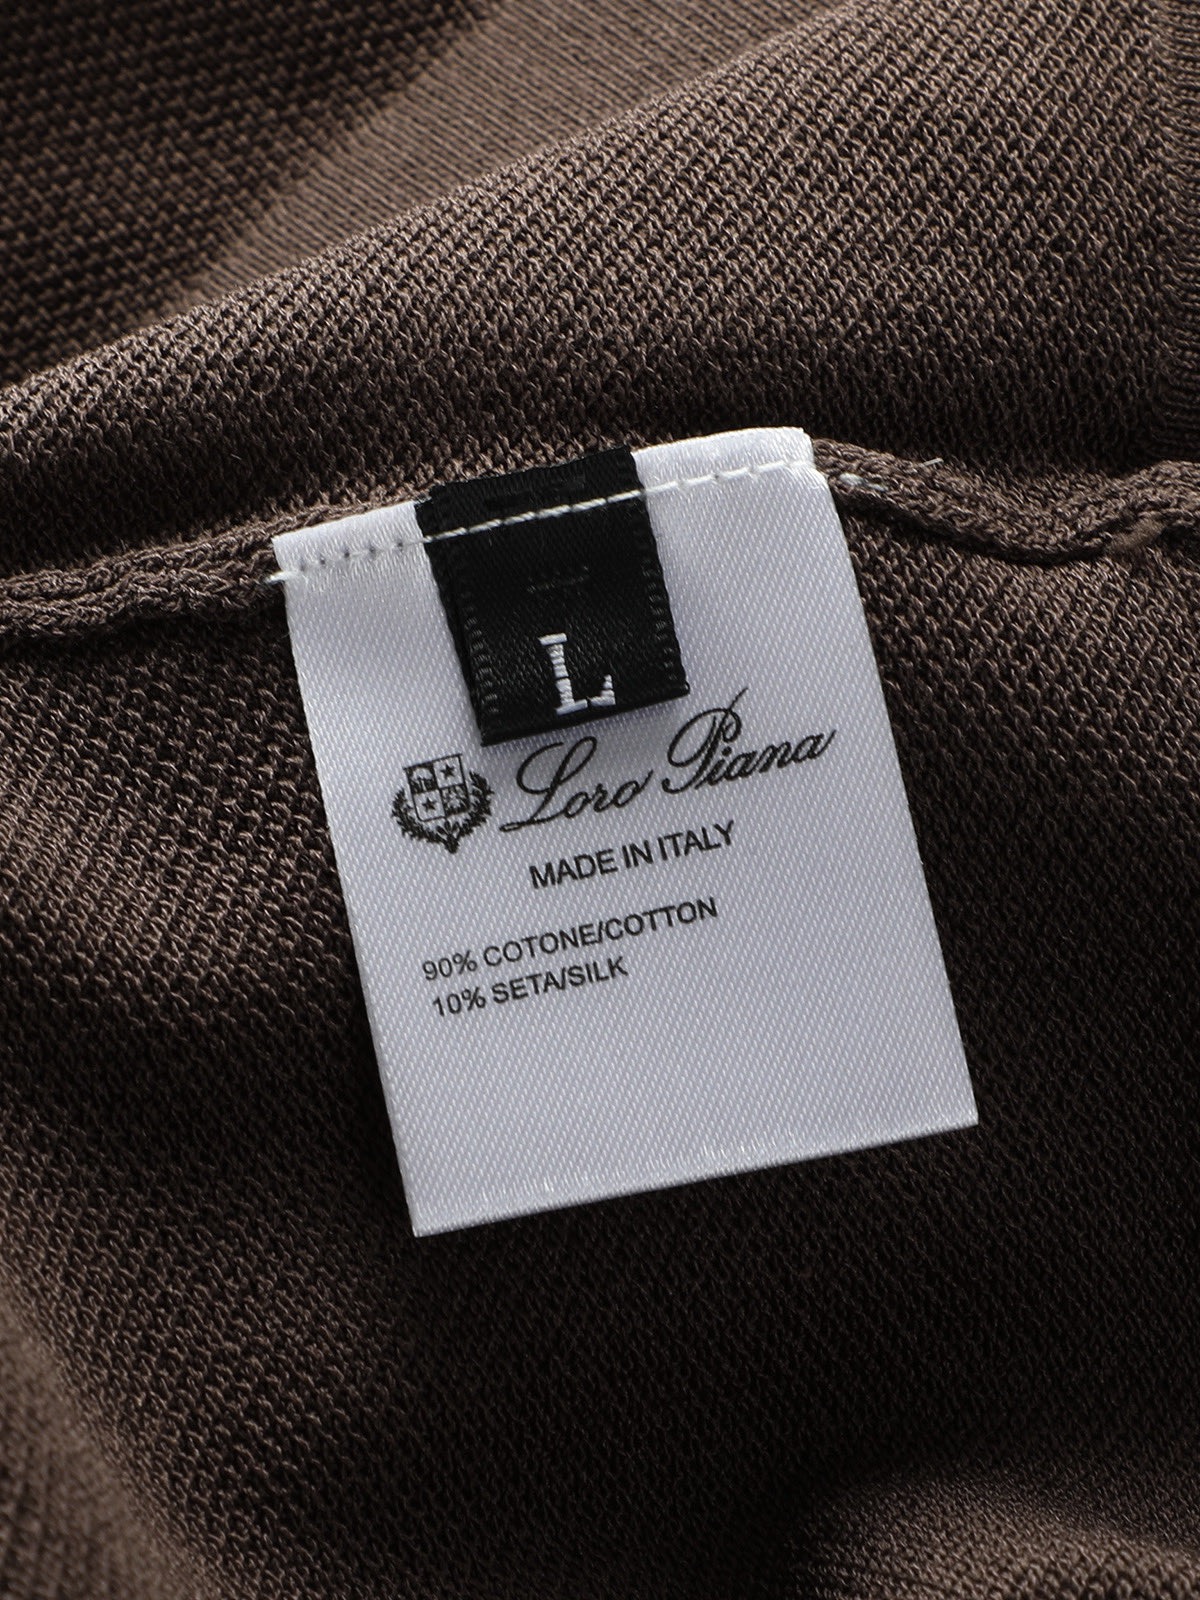 L
Loro Piana
MADE IN ITALY
90% COTONE/COTTON
10% SETA/SILK